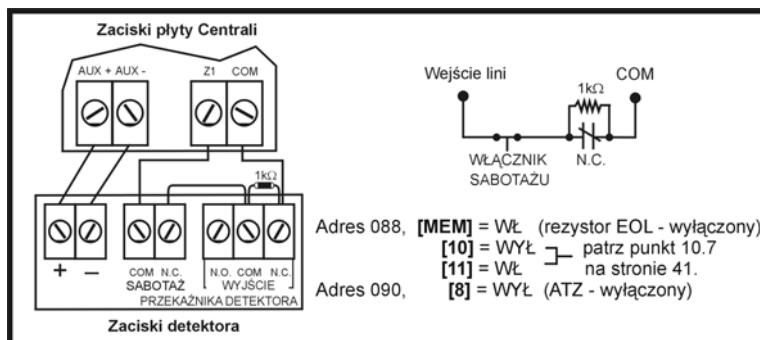 Zaciski płyty Centrali
AUX + AUX -
Z1 COM
1kΩ
+ –
COM N.C.
SABOTAŻ
N.O. COM N.C.
WYJŚCIE
PRZEKAŹNIKA DETEKTORA
Zaciski detektora
Wejście lini
COM
1kΩ
WŁĄCZNIK
SABOTAŻU
N.C.
Adres 088, [MEM] = WŁ (rezystor EOL - wyłączony)
[10] = WYŁ patrz punkt 10.7
[11] = WŁ na stronie 41.
Adres 090, [8] = WYŁ (ATZ - wyłączony)